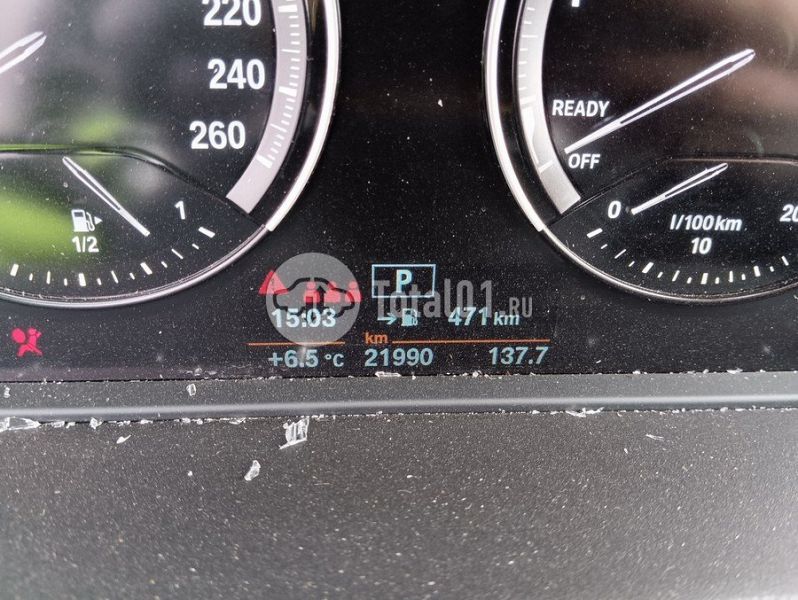 220
240
260
READY
OFF
1/2
1
0
l/100km
20
10
P
Total01.RU
15:03
→ 471 km
km
+6.5 °C 21990 137.7